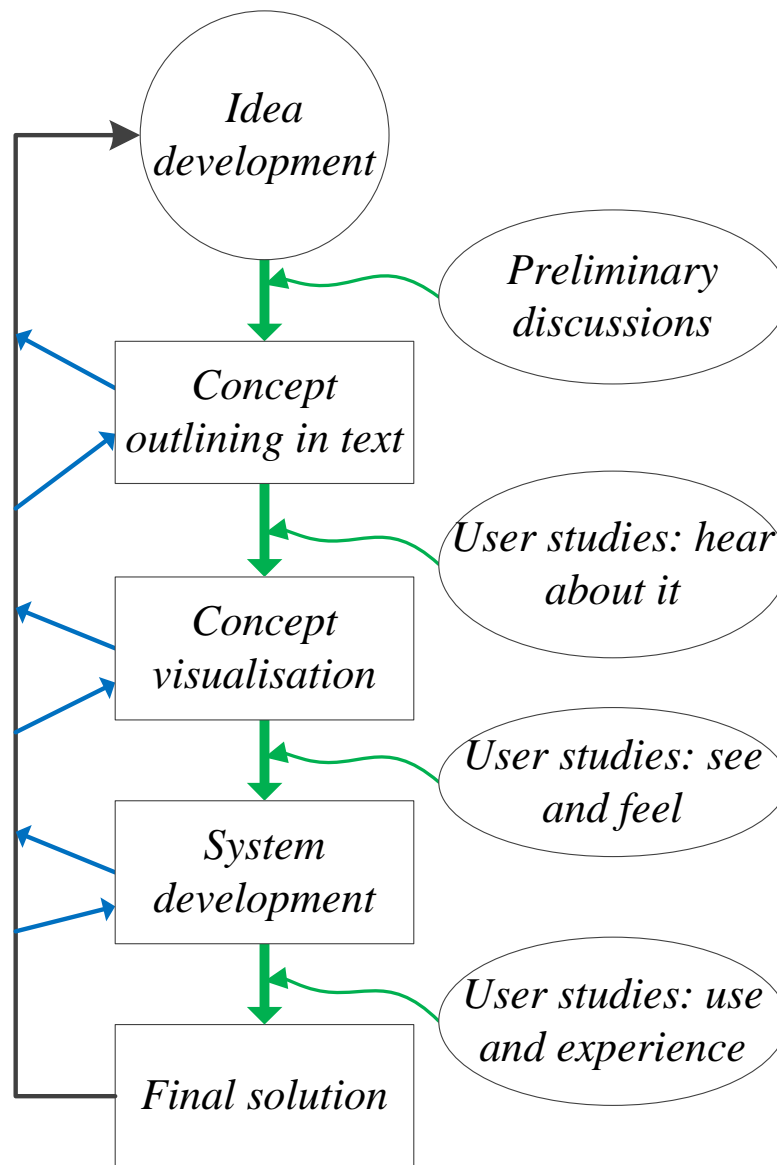 Idea
development
Preliminary
discussions
Concept
outlining in text
User studies: hear
about it
Concept
visualisation
User studies: see
and feel
System
development
User studies: use
and experience
Final solution